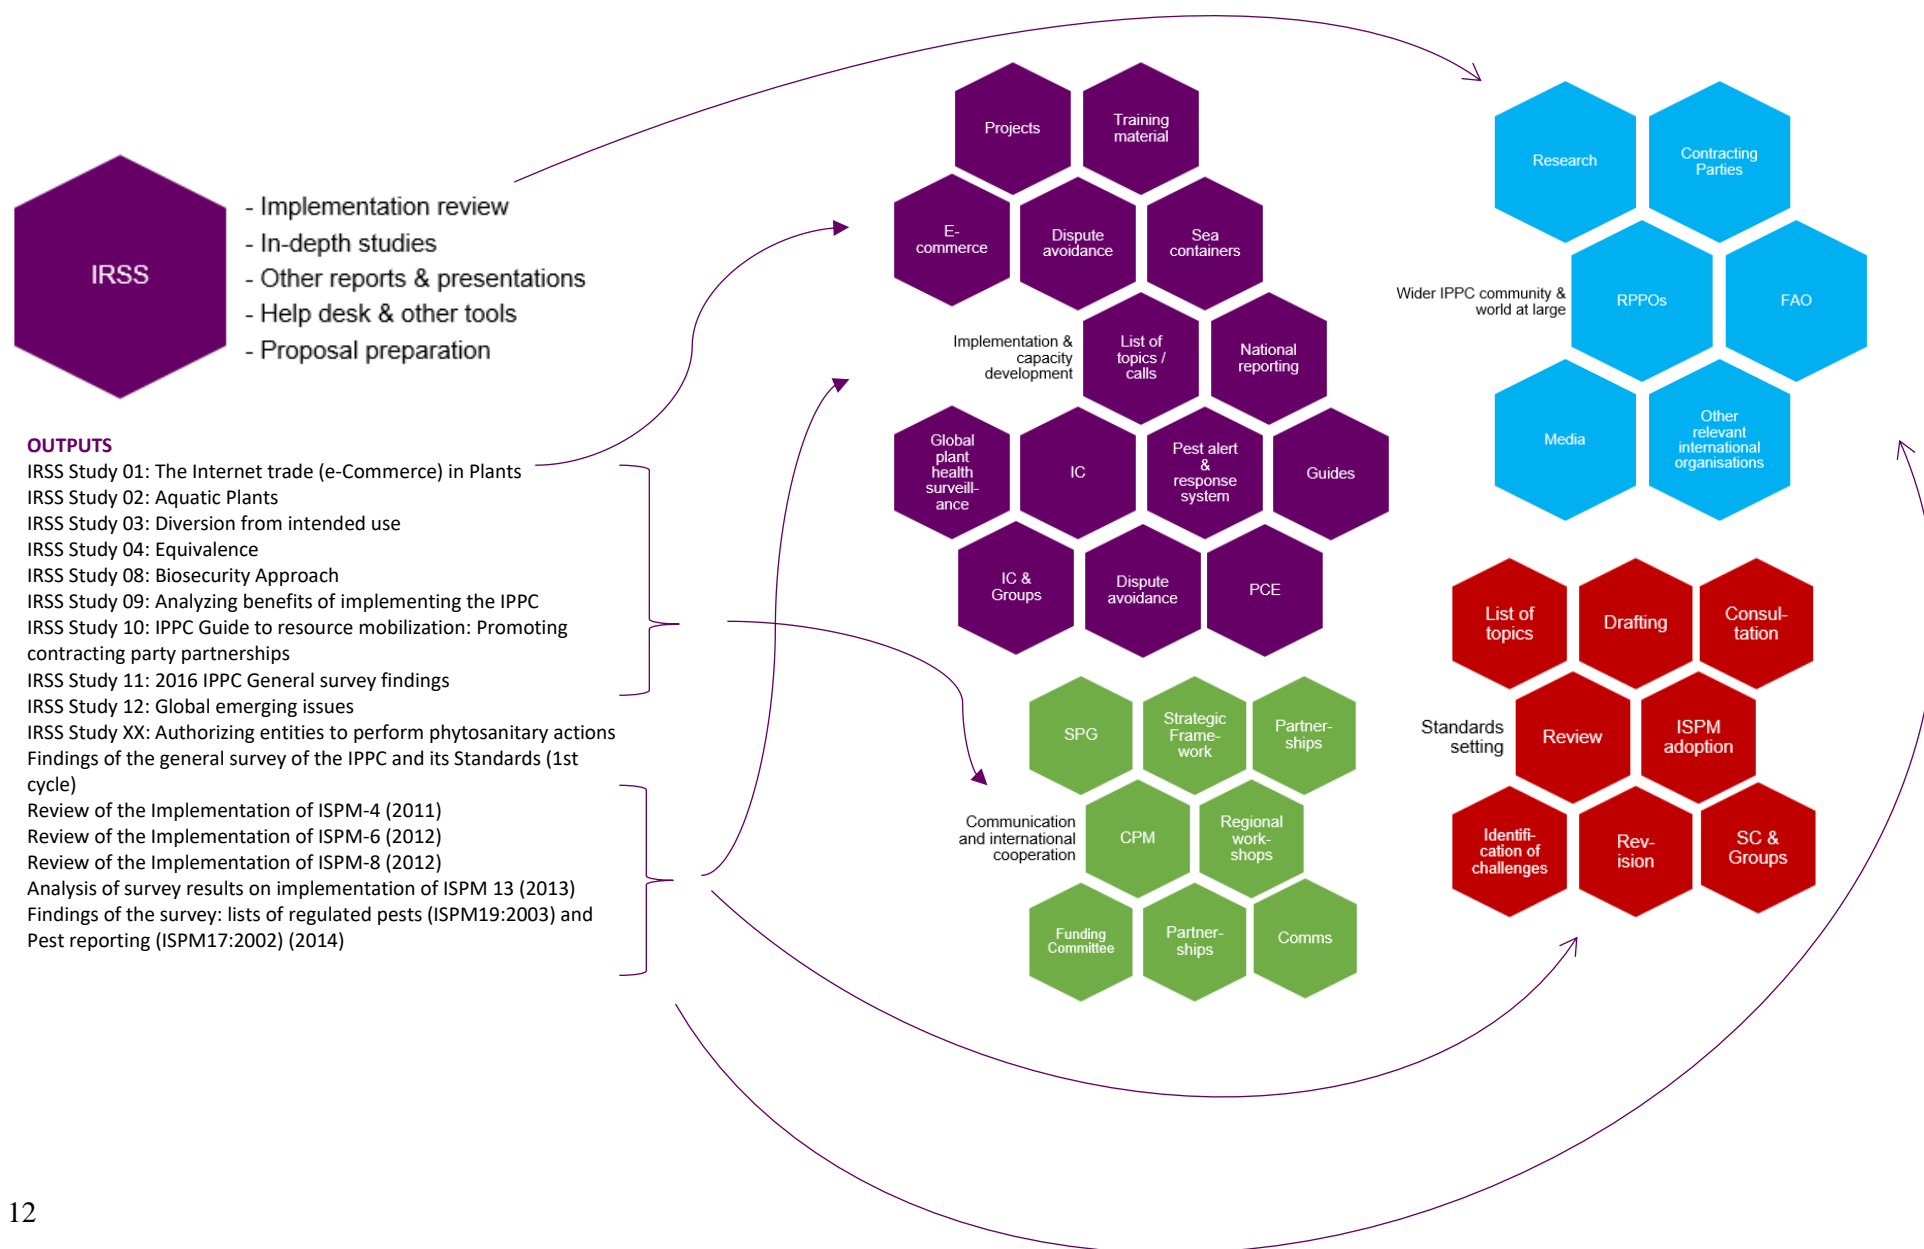 IRSS
- Implementation review
- In-depth studies
- Other reports & presentations
- Help desk & other tools
- Proposal preparation
OUTPUTS
IRSS Study 01: The Internet trade (e-Commerce) in Plants
IRSS Study 02: Aquatic Plants
IRSS Study 03: Diversion from intended use
IRSS Study 04: Equivalence
IRSS Study 08: Biosecurity Approach
IRSS Study 09: Analyzing benefits of implementing the IPPC
IRSS Study 10: IPPC Guide to resource mobilization: Promoting
contracting party partnerships
IRSS Study 11: 2016 IPPC General survey findings
IRSS Study 12: Global emerging issues
IRSS Study XX: Authorizing entities to perform phytosanitary actions
Findings of the general survey of the IPPC and its Standards (1st
cycle)
Review of the Implementation of ISPM-4 (2011)
Review of the Implementation of ISPM-6 (2012)
Review of the Implementation of ISPM-8 (2012)
Analysis of survey results on implementation of ISPM 13 (2013)
Findings of the survey: lists of regulated pests (ISPM19:2003) and
Pest reporting (ISPM17:2002) (2014)
Projects
Training
material
E-
commerce
Dispute
avoidance
Sea
containers
Implementation &
capacity
development
List of
topics /
calls
National
reporting
Global
plant
health
surveill-
ance
IC
Pest alert
&
response
system
Guides
IC &
Groups
Dispute
avoidance
PCE
SPG
Strategic
Frame-
work
Partner-
ships
Communication
and international
cooperation
CPM
Regional
work-
shops
Funding
Committee
Partner-
ships
Comms
Research
Contracting
Parties
Wider IPPC community &
world at large
RPPOs
FAO
Media
Other
relevant
international
organisations
List of
topics
Drafting
Consul-
tation
Standards
setting
Review
ISPM
adoption
Identifi-
cation of
challenges
Rev-
ision
SC &
Groups
12